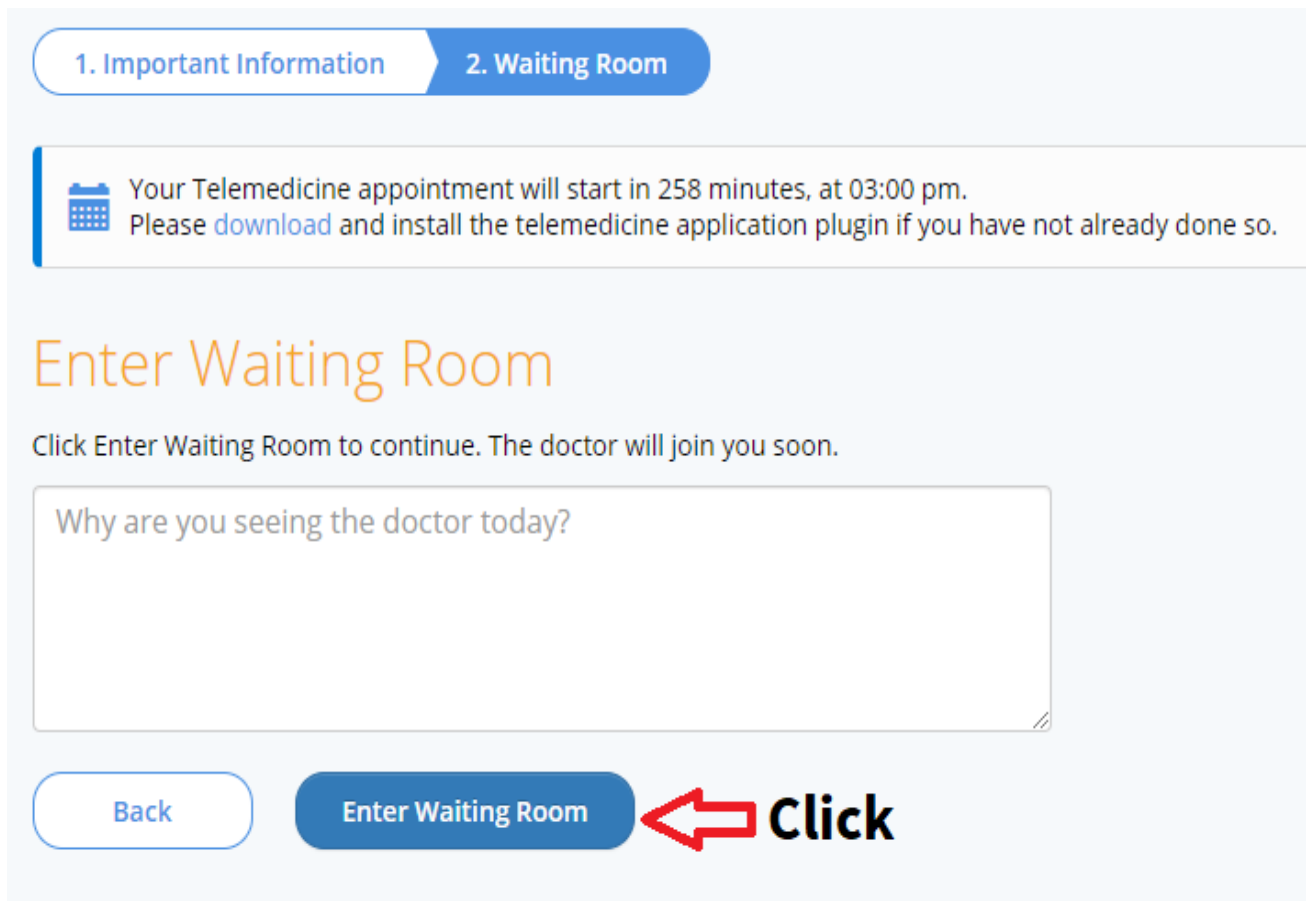 1. Important Information
2. Waiting Room
Your Telemedicine appointment will start in 258 minutes, at 03:00 pm.
Please download and install the telemedicine application plugin if you have not already done so.
Enter Waiting Room
Click Enter Waiting Room to continue. The doctor will join you soon.
Why are you seeing the doctor today?
Back
Enter Waiting Room
Click